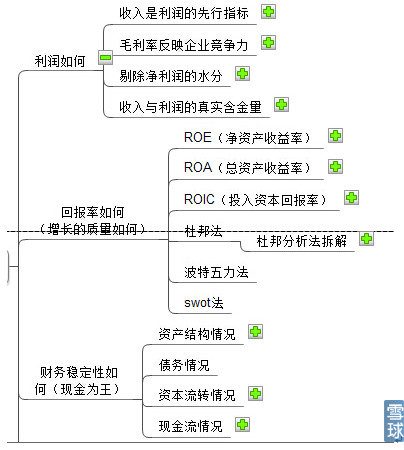 收入是利润的先行指标
毛利率反映企业竞争力
利润如何
剔除净利润的水分
收入与利润的真实含金量
ROE（净资产收益率）
ROA（总资产收益率）
ROIC（投入资本回报率）
回报率如何
（增长的质量如何）
杜邦法
杜邦分析法拆解
波特五力法
swot法
资产结构情况
债务情况
财务稳定性如
何（现金为王）
资本流转情况
现金流情况
雪球